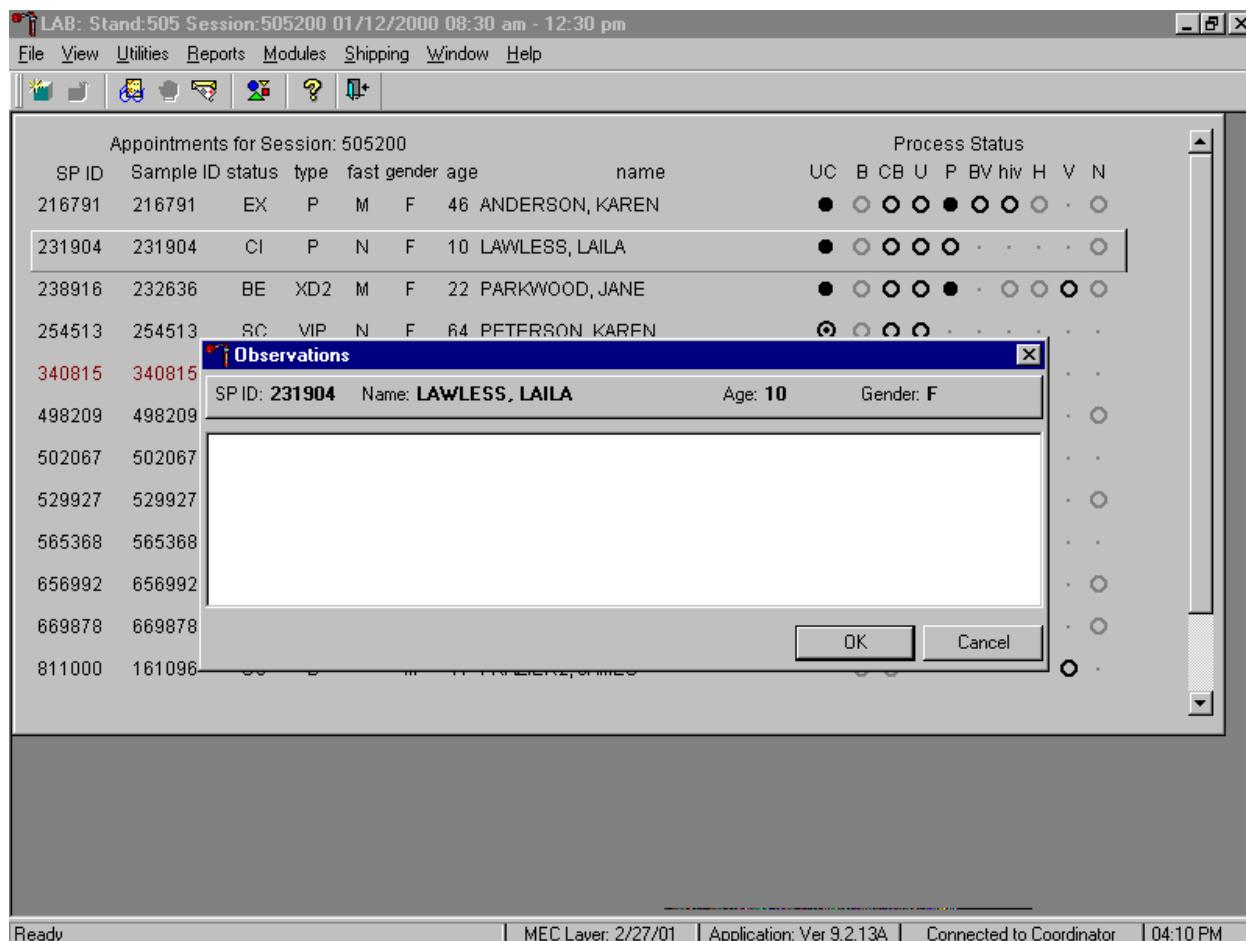 LAB: Stand:505 Session:505200 01/12/2000 08:30 am - 12:30 pm
File View Utilities Reports Modules Shipping Window Help
Appointments for Session: 505200 Process Status
SP ID Sample ID status type fast gender age name UC B CB U P BV hiv H V N
216791 216791 EX P M F 46 ANDERSON, KAREN
231904 231904 CI P N F 10 LAWLESS, LAILA
238916 232636 BE XD2 M F 22 PARKWOOD, JANE
254513 254513 SC VIP N F 64 PETERSON, KAREN
Observations
340815 340815
SP ID: 231904 Name: LAWLESS, LAILA Age: 10 Gender: F
498209 498209
502067 502067
529927 529927
565368 565368
656992 656992
669878 669878
OK Cancel
811000 161096
Ready MEC Layer: 2/27/01 Application: Ver 9.2.13A Connected to Coordinator 04:10 PM